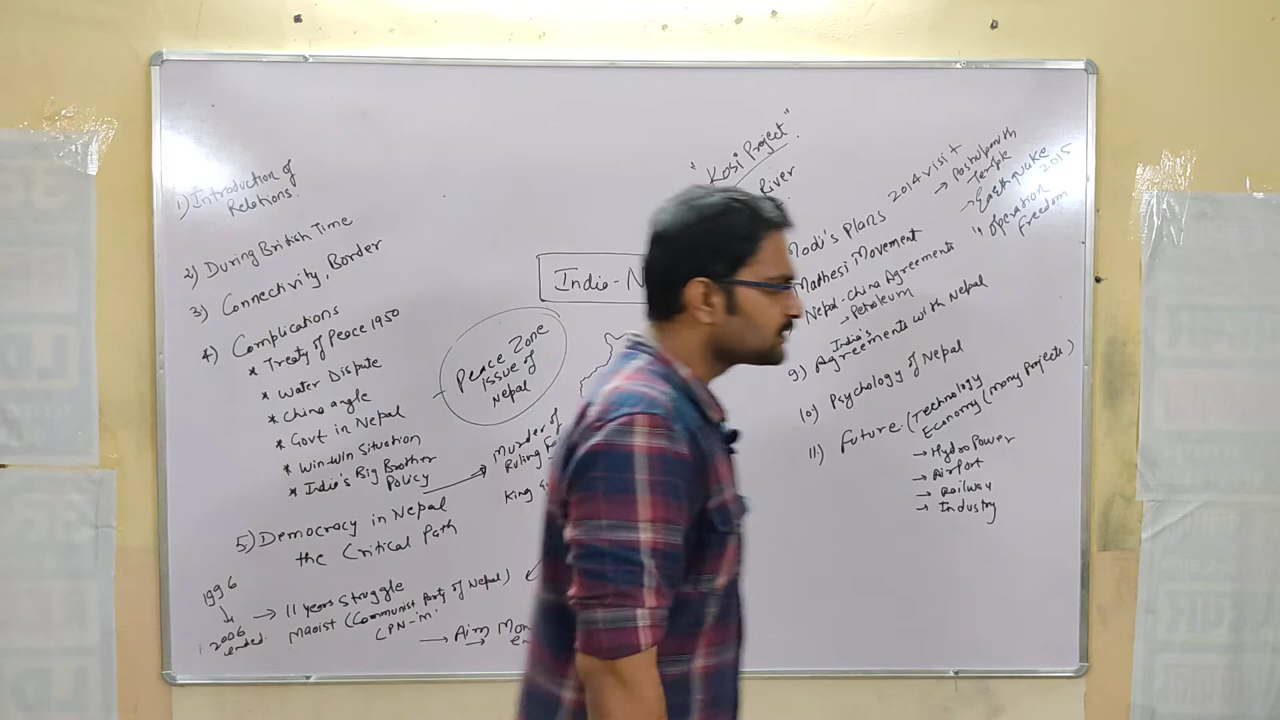 1) Introduction of
Relations.
2) During British Time
3) Connectivity, Border
4) Complications
* Treaty of Peace 1950
* Water Dispute
* China angle
* Govt in Nepal
* Win-Win Situation
* India's Big Brother
Policy
5) Democracy in Nepal
the Critical Path
1996
2006
ended.
→ 11 years Struggle
Maoist (Communist Party of Nepal)
CPN-M'
→ Aim Mon
→
India-N
Peace Zone
issue of
Nepal
Murder of
Ruling
King
"Kosi Project"
River
Modi's Plans 2014 visit
→ Pashulpanith
Temple
→ Earthquake
2015
"Operation
Freedom
Madhesi Movement
Nepal-China Agreements
→ Petroleum
India's
9.) Agreements with Nepal
10) Psychology of Nepal
11.) Future. (Technology
Economy (many projects)
→ Hydro Power
→ Airport
→ Railway
→ Industry